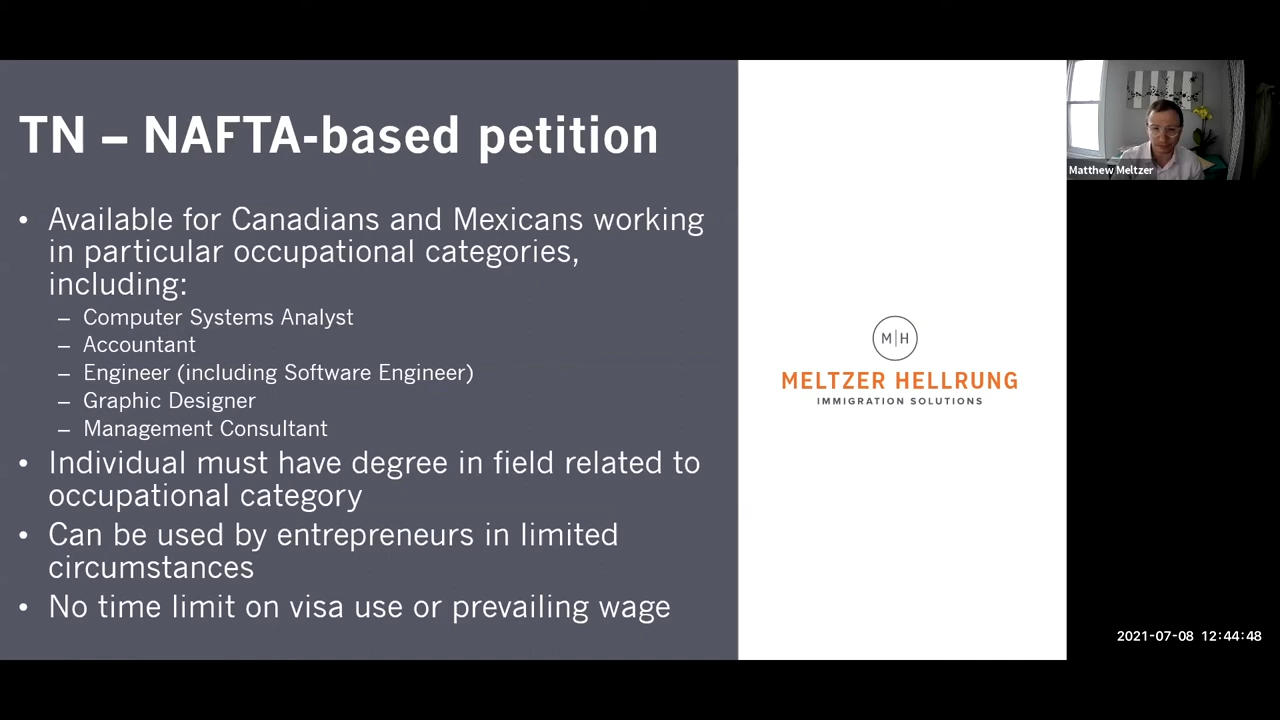 TN – NAFTA-based petition
• Available for Canadians and Mexicans working
in particular occupational categories,
including:
– Computer Systems Analyst
– Accountant
– Engineer (including Software Engineer)
– Graphic Designer
– Management Consultant
• Individual must have degree in field related to
occupational category
• Can be used by entrepreneurs in limited
circumstances
• No time limit on visa use or prevailing wage
M|H
MELTZER HELLRUNG
IMMIGRATION SOLUTIONS
Matthew Meltzer
2021-07-08 12:44:48